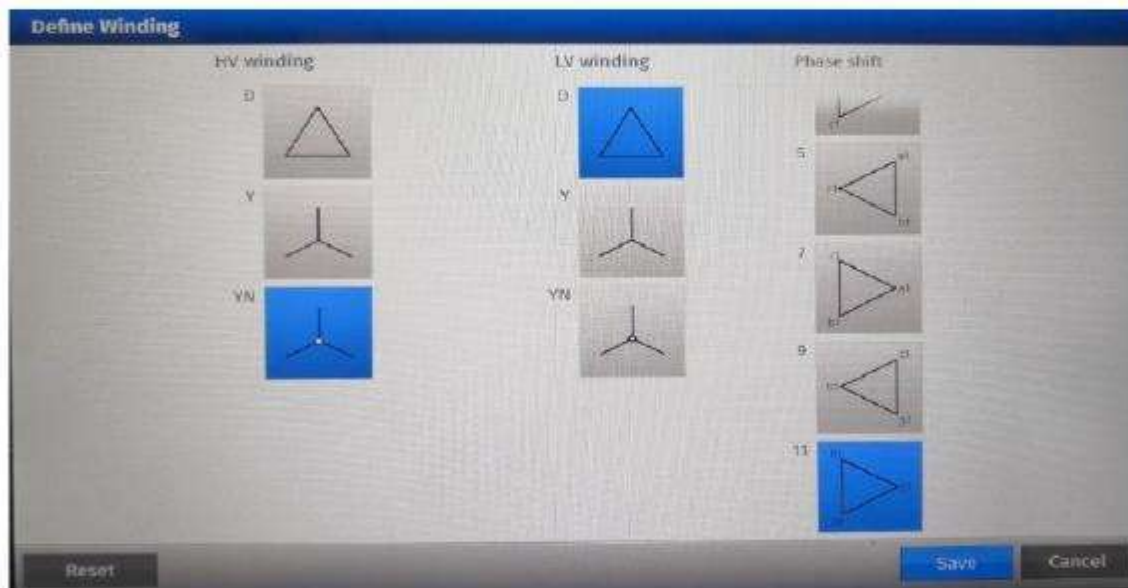 Define Winding
HV winding
LV winding
Phase shift
D
D
5
Y
Y
7
YN
YN
9
11
Reset
Save
Cancel